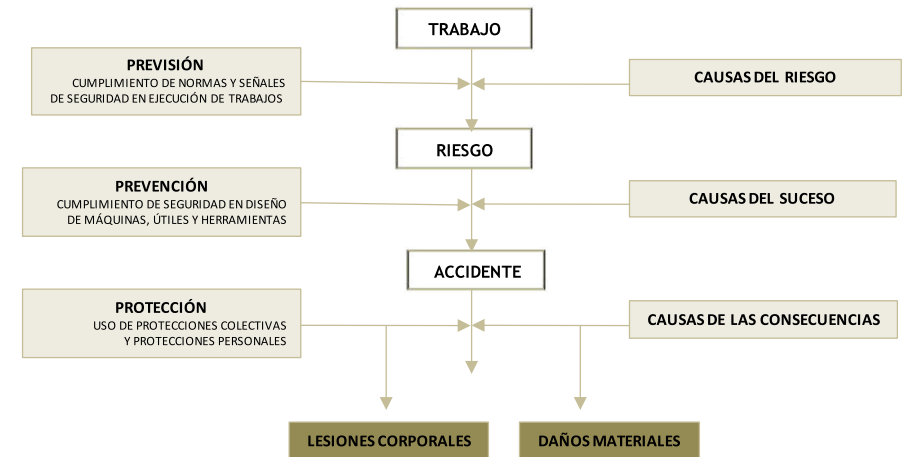 TRABAJO
PREVISIÓN
CUMPLIMIENTO DE NORMAS Y SEÑALES
DE SEGURIDAD EN EJECUCIÓN DE TRABAJOS
CAUSAS DEL RIESGO
RIESGO
PREVENCIÓN
CUMPLIMIENTO DE SEGURIDAD EN DISEÑO
DE MÁQUINAS, ÚTILES Y HERRAMIENTAS
CAUSAS DEL SUCESO
ACCIDENTE
PROTECCIÓN
USO DE PROTECCIONES COLECTIVAS
Y PROTECCIONES PERSONALES
CAUSAS DE LAS CONSECUENCIAS
LESIONES CORPORALES
DAÑOS MATERIALES